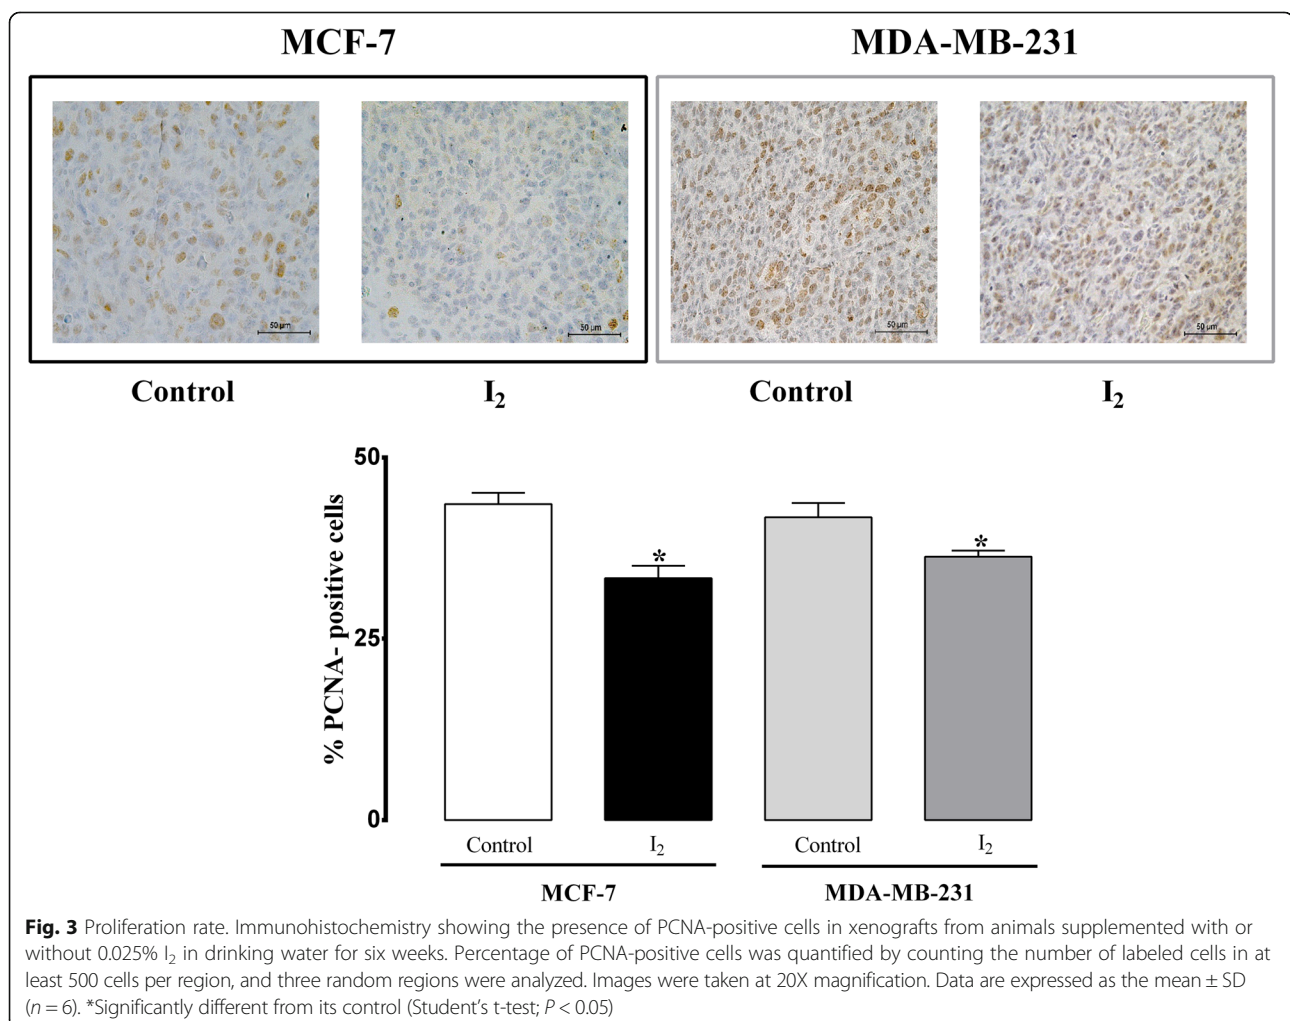 MCF-7 MDA-MB-231
50 µm 50 µm 50 µm 50 µm
Control I₂ Control I₂
50
25
0
% PCNA- positive cells
* *
Control I₂ Control I₂
MCF-7 MDA-MB-231
Fig. 3 Proliferation rate. Immunohistochemistry showing the presence of PCNA-positive cells in xenografts from animals supplemented with or
without 0.025% I₂ in drinking water for six weeks. Percentage of PCNA-positive cells was quantified by counting the number of labeled cells in at
least 500 cells per region, and three random regions were analyzed. Images were taken at 20X magnification. Data are expressed as the mean ± SD
(n = 6). *Significantly different from its control (Student’s t-test; P < 0.05)